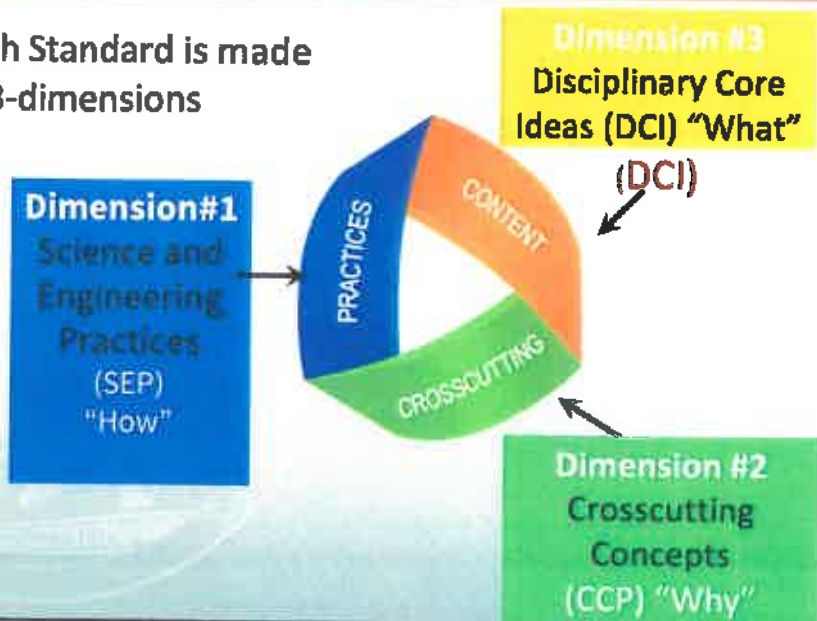 h Standard is made
3-dimensions
Dimension #3
Disciplinary Core
Ideas (DCI) "What"
(DCI)
Dimension#1
Science and
Engineering
Practices
(SEP)
"How"
PRACTICES
CONTENT
CROSSCUTTING
Dimension #2
Crosscutting
Concepts
(CCP) "Why"